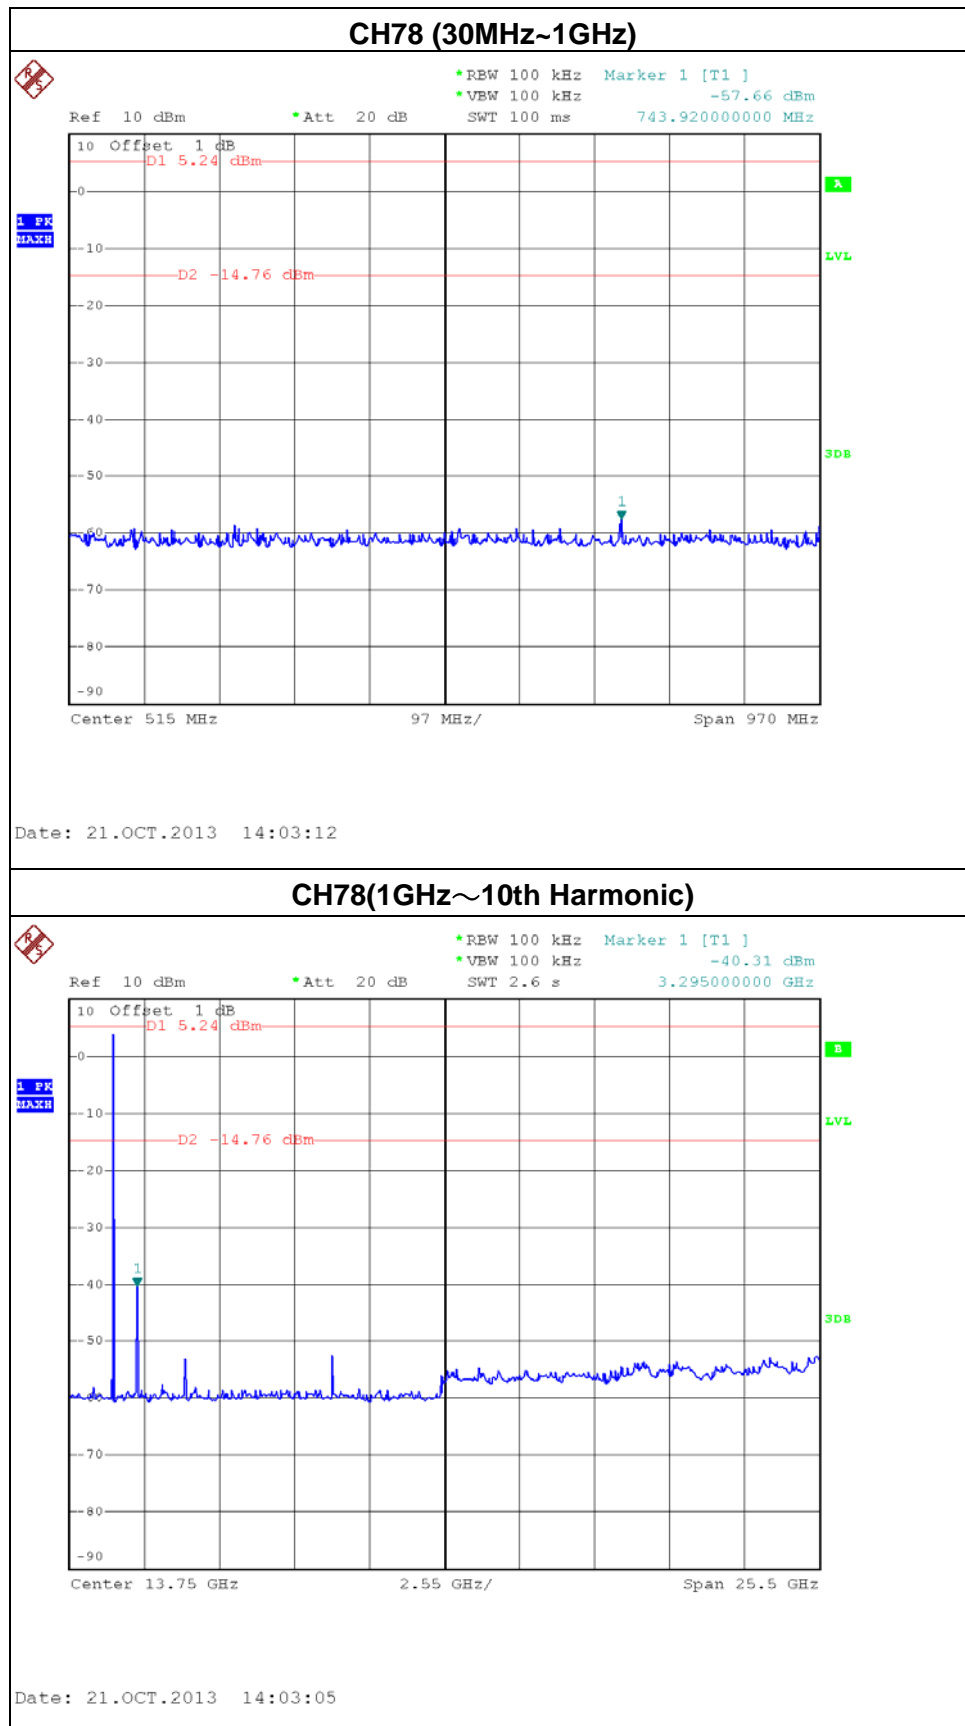 CH78 (30MHz~1GHz)
R S
*RBW 100 kHz Marker 1 [T1 ]
*VBW 100 kHz -57.66 dBm
Ref 10 dBm *Att 20 dB SWT 100 ms 743.920000000 MHz
10 Offset 1 dB
D1 5.24 dBm
A
0
1 PK
MAXH
-10
LVL
D2 -14.76 dBm
-20
-30
-40
3DB
-50
1
-60
-70
-80
-90
Center 515 MHz 97 MHz/ Span 970 MHz
Date: 21.OCT.2013 14:03:12
CH78(1GHz～10th Harmonic)
R S
*RBW 100 kHz Marker 1 [T1 ]
*VBW 100 kHz -40.31 dBm
Ref 10 dBm *Att 20 dB SWT 2.6 s 3.295000000 GHz
10 Offset 1 dB
D1 5.24 dBm
B
0
1 PK
MAXH
-10
LVL
D2 -14.76 dBm
-20
-30
1
-40
3DB
-50
-60
-70
-80
-90
Center 13.75 GHz 2.55 GHz/ Span 25.5 GHz
Date: 21.OCT.2013 14:03:05